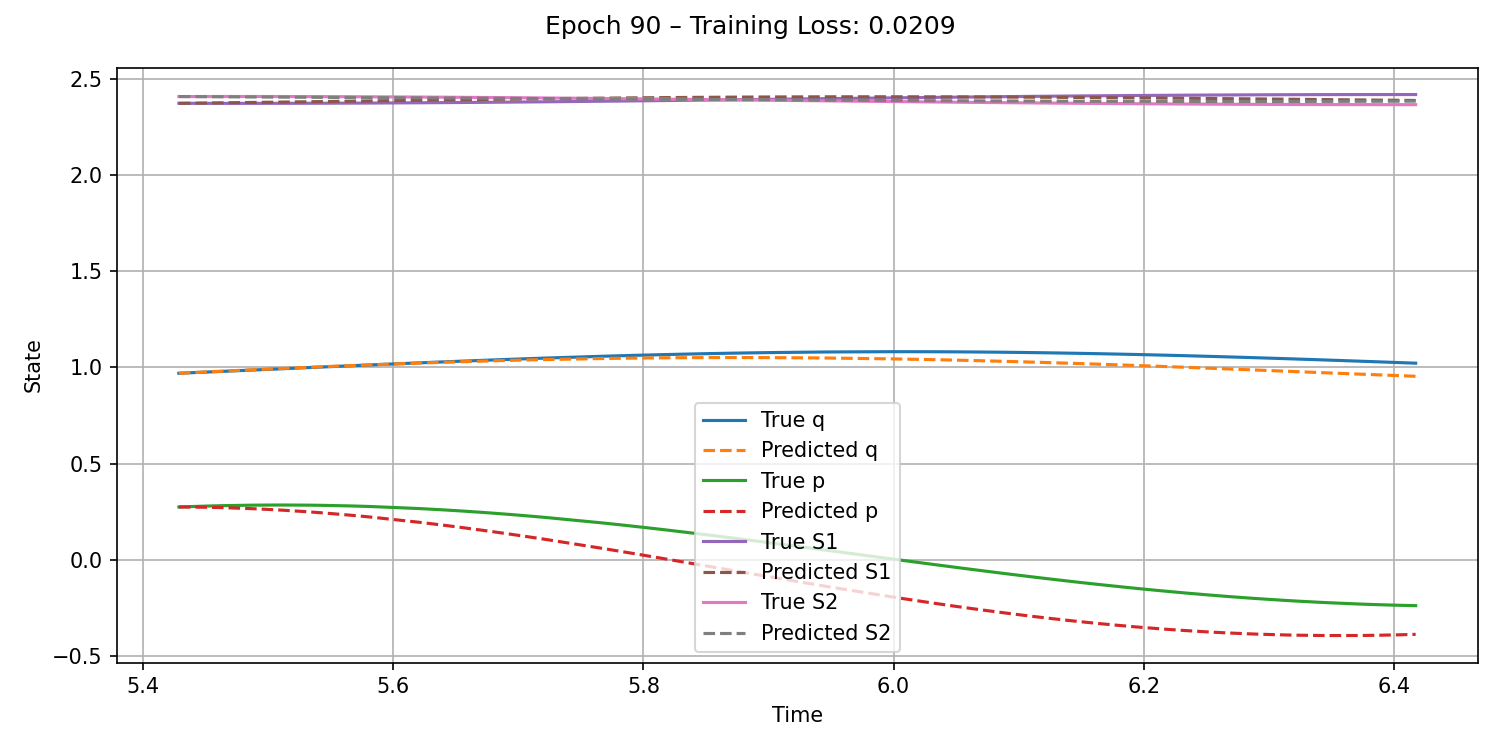 Epoch 90 – Training Loss: 0.0209
2.5
2.0
1.5
1.0
0.5
0.0
−0.5
State
True q
Predicted q
True p
Predicted p
True S1
Predicted S1
True S2
Predicted S2
5.4 5.6 5.8 6.0 6.2 6.4
Time